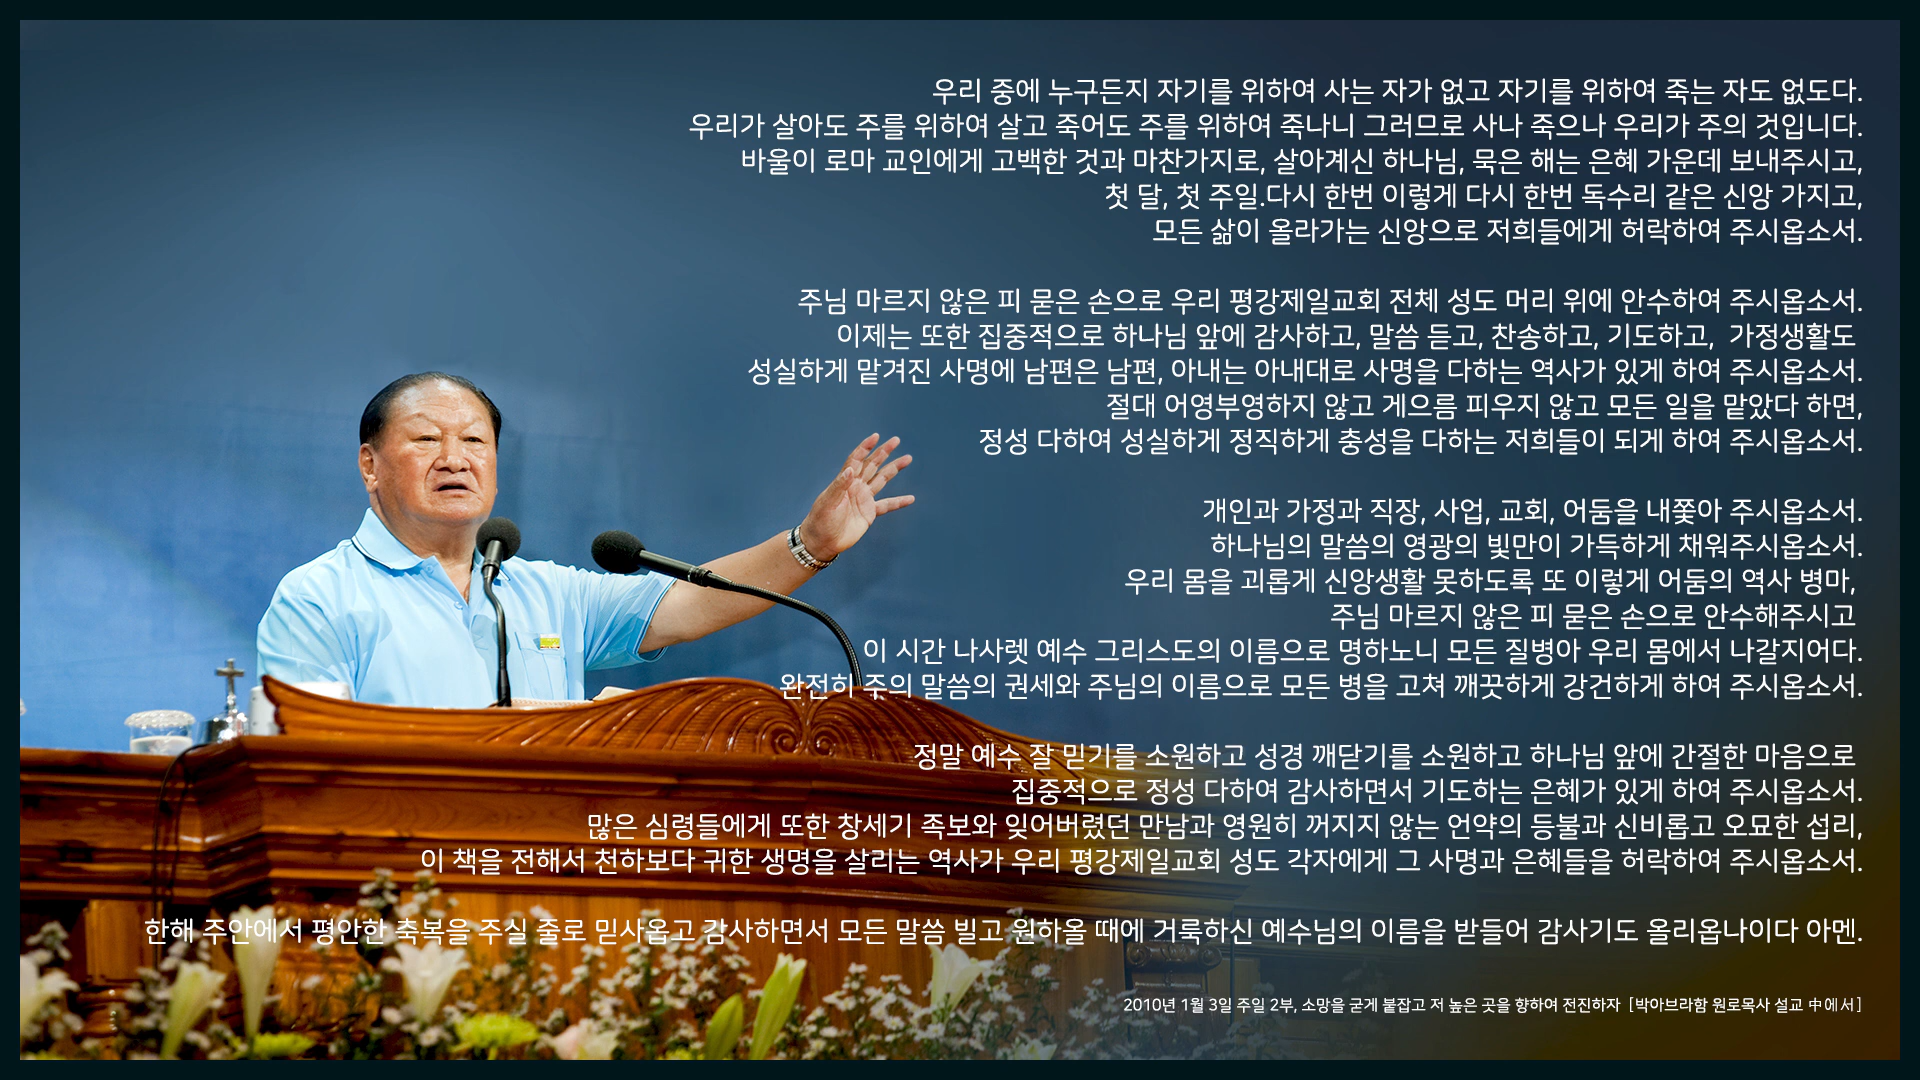 우리 중에 누구든지 자기를 위하여 사는 자가 없고 자기를 위하여 죽는 자도 없도다.
우리가 살아도 주를 위하여 살고 죽어도 주를 위하여 죽나니 그러므로 사나 죽으나 우리가 주의 것입니다.
바울이 로마 교인에게 고백한 것과 마찬가지로, 살아계신 하나님, 묵은 해는 은혜 가운데 보내주시고,
첫 달, 첫 주일.다시 한번 이렇게 다시 한번 독수리 같은 신앙 가지고,
모든 삶이 올라가는 신앙으로 저희들에게 허락하여 주시옵소서.
주님 마르지 않은 피 묻은 손으로 우리 평강제일교회 전체 성도 머리 위에 안수하여 주시옵소서.
이제는 또한 집중적으로 하나님 앞에 감사하고, 말씀 듣고, 찬송하고, 기도하고, 가정생활도
성실하게 맡겨진 사명에 남편은 남편, 아내는 아내대로 사명을 다하는 역사가 있게 하여 주시옵소서.
절대 어영부영하지 않고 게으름 피우지 않고 모든 일을 맡았다 하면,
정성 다하여 성실하게 정직하게 충성을 다하는 저희들이 되게 하여 주시옵소서.
개인과 가정과 직장, 사업, 교회, 어둠을 내쫓아 주시옵소서.
하나님의 말씀의 영광의 빛만이 가득하게 채워주시옵소서.
우리 몸을 괴롭게 신앙생활 못하도록 또 이렇게 어둠의 역사 병마,
주님 마르지 않은 피 묻은 손으로 안수해주시고
이 시간 나사렛 예수 그리스도의 이름으로 명하노니 모든 질병아 우리 몸에서 나갈지어다.
완전히 주의 말씀의 권세와 주님의 이름으로 모든 병을 고쳐 깨끗하게 강건하게 하여 주시옵소서.
정말 예수 잘 믿기를 소원하고 성경 깨닫기를 소원하고 하나님 앞에 간절한 마음으로
집중적으로 정성 다하여 감사하면서 기도하는 은혜가 있게 하여 주시옵소서.
많은 심령들에게 또한 창세기 족보와 잊어버렸던 만남과 영원히 꺼지지 않는 언약의 등불과 신비롭고 오묘한 섭리,
이 책을 전해서 천하보다 귀한 생명을 살리는 역사가 우리 평강제일교회 성도 각자에게 그 사명과 은혜들을 허락하여 주시옵소서.
한해 주안에서 평안한 축복을 주실 줄로 믿사옵고 감사하면서 모든 말씀 빌고 원하올 때에 거룩하신 예수님의 이름을 받들어 감사기도 올리옵나이다 아멘.
2010년 1월 3일 주일 2부, 소망을 굳게 붙잡고 저 높은 곳을 향하여 전진하자 [박아브라함 원로목사 설교 中에서]